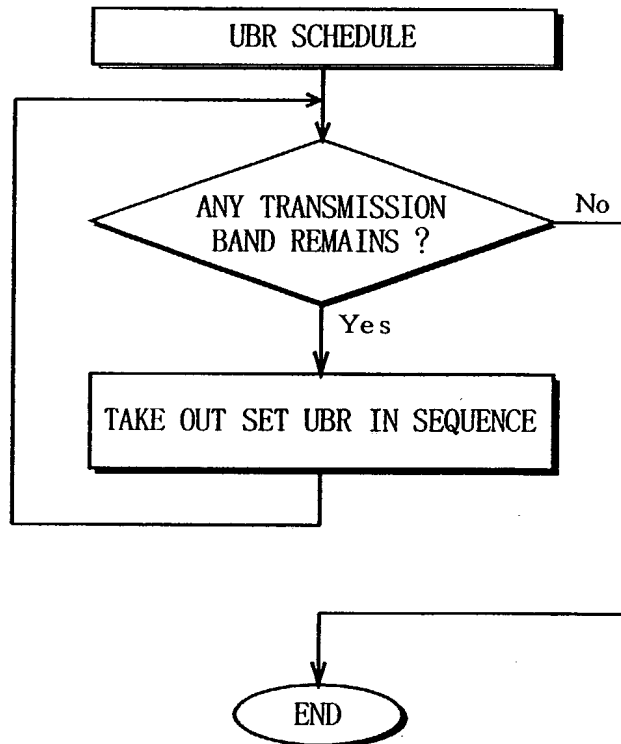 UBR SCHEDULE
ANY TRANSMISSION
BAND REMAINS ?
No
Yes
TAKE OUT SET UBR IN SEQUENCE
END